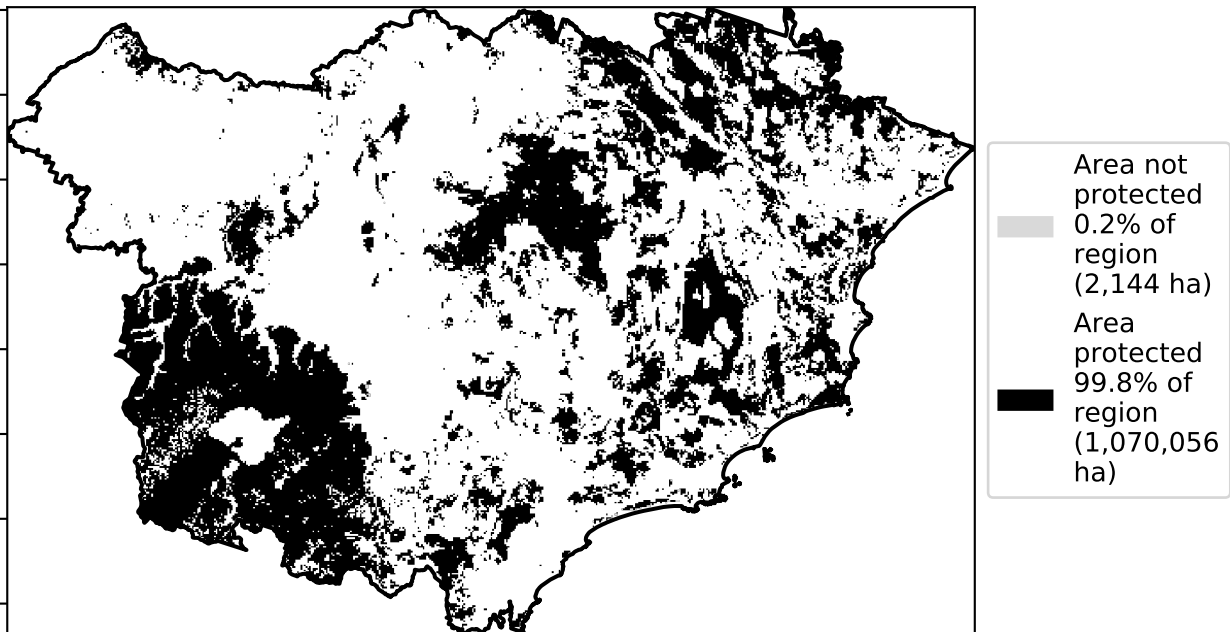 Area not
protected
0.2% of
region
(2,144 ha)
Area
protected
99.8% of
region
(1,070,056
ha)